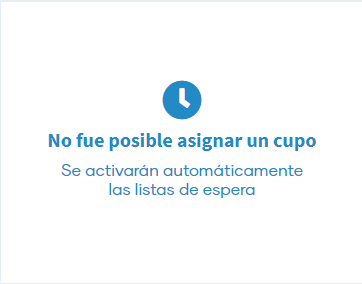 No fue posible asignar un cupo
Se activarán automáticamente
las listas de espera